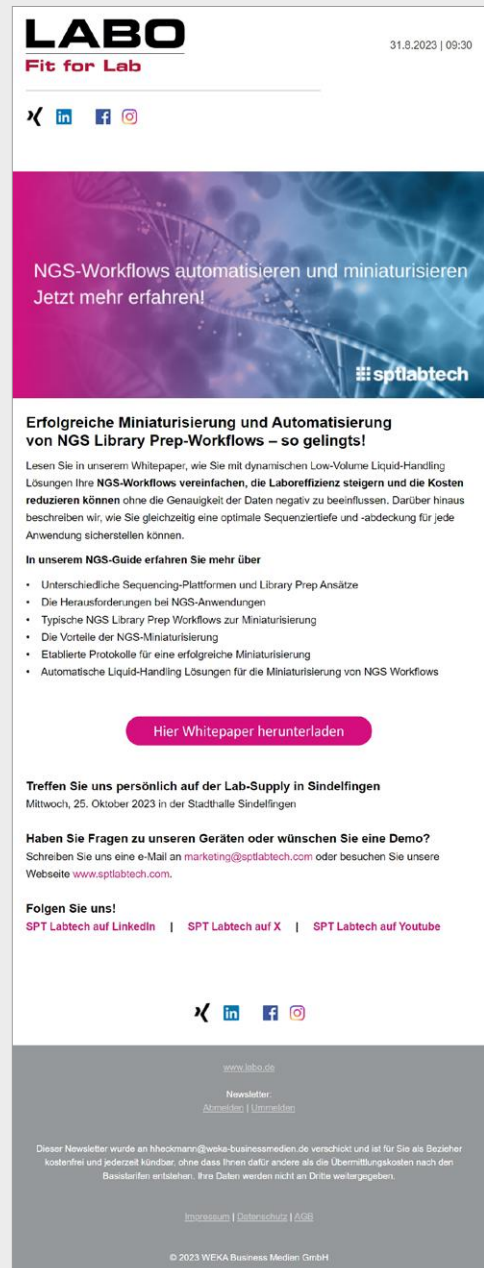 LABO
Fit for Lab
31.8.2023 | 09:30
NGS-Workflows automatisieren und miniaturisieren
Jetzt mehr erfahren!
sptlabtech
Erfolgreiche Miniaturisierung und Automatisierung
von NGS Library Prep-Workflows – so gelingts!
Lesen Sie in unserem Whitepaper, wie Sie mit dynamischen Low-Volume Liquid-Handling
Lösungen Ihre NGS-Workflows vereinfachen, die Laboreffizienz steigern und die Kosten
reduzieren können ohne die Genauigkeit der Daten negativ zu beeinflussen. Darüber hinaus
beschreiben wir, wie Sie gleichzeitig eine optimale Sequenziertiefe und -abdeckung für jede
Anwendung sicherstellen können.
In unserem NGS-Guide erfahren Sie mehr über
• Unterschiedliche Sequencing-Plattformen und Library Prep Ansätze
• Die Herausforderungen bei NGS-Anwendungen
• Typische NGS Library Prep Workflows zur Miniaturisierung
• Die Vorteile der NGS-Miniaturisierung
• Etablierte Protokolle für eine erfolgreiche Miniaturisierung
• Automatische Liquid-Handling Lösungen für die Miniaturisierung von NGS Workflows
Hier Whitepaper herunterladen
Treffen Sie uns persönlich auf der Lab-Supply in Sindelfingen
Mittwoch, 25. Oktober 2023 in der Stadthalle Sindelfingen
Haben Sie Fragen zu unseren Geräten oder wünschen Sie eine Demo?
Schreiben Sie uns eine e-Mail an marketing@sptlabtech.com oder besuchen Sie unsere
Webseite www.sptlabtech.com.
Folgen Sie uns!
SPT Labtech auf LinkedIn | SPT Labtech auf X | SPT Labtech auf Youtube
www.labo.de
Newsletter:
Abmelden | Ummelden
Dieser Newsletter wurde an hheckmann@weka-businessmedien.de verschickt und ist für Sie als Bezieher
kostenfrei und jederzeit kündbar, ohne dass Ihnen dafür andere als die Übermittlungskosten nach den
Basistarifen entstehen. Ihre Daten werden nicht an Dritte weitergegeben.
Impressum | Datenschutz | AGB
© 2023 WEKA Business Medien GmbH